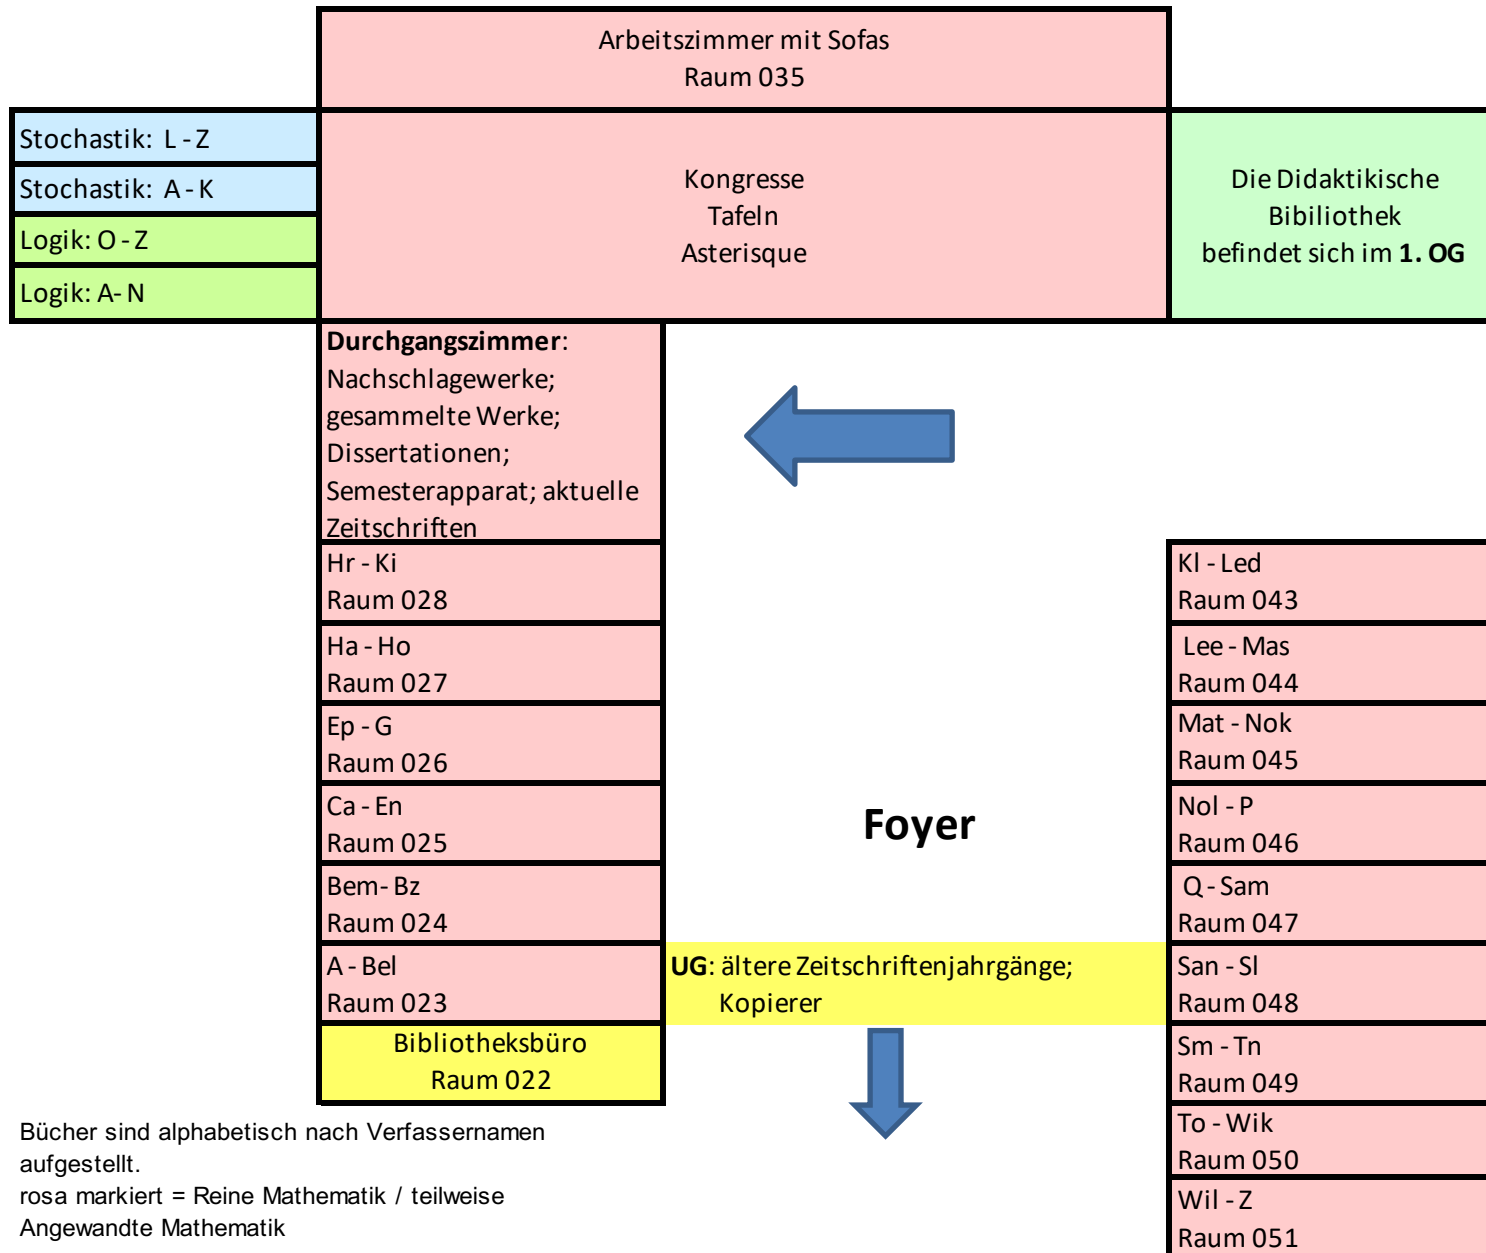 Arbeitszimmer mit Sofas
Raum 035
Stochastik: L - Z
Stochastik: A - K
Logik: O - Z
Logik: A- N
Kongresse
Tafeln
Asterisque
Die Didaktikische
Bibiliothek
befindet sich im 1. OG
Durchgangszimmer:
Nachschlagewerke;
gesammelte Werke;
Dissertationen;
Semesterapparat; aktuelle
Zeitschriften
Hr - Ki
Raum 028
Ha - Ho
Raum 027
Ep - G
Raum 026
Ca - En
Raum 025
Bem- Bz
Raum 024
A - Bel
Raum 023
Bibliotheksbüro
Raum 022
Foyer
UG: ältere Zeitschriftenjahrgänge;
Kopierer
Kl - Led
Raum 043
Lee - Mas
Raum 044
Mat - Nok
Raum 045
Nol - P
Raum 046
Q - Sam
Raum 047
San - Sl
Raum 048
Sm - Tn
Raum 049
To - Wik
Raum 050
Wil - Z
Raum 051
Bücher sind alphabetisch nach Verfassernamen
aufgestellt.
rosa markiert = Reine Mathematik / teilweise
Angewandte Mathematik